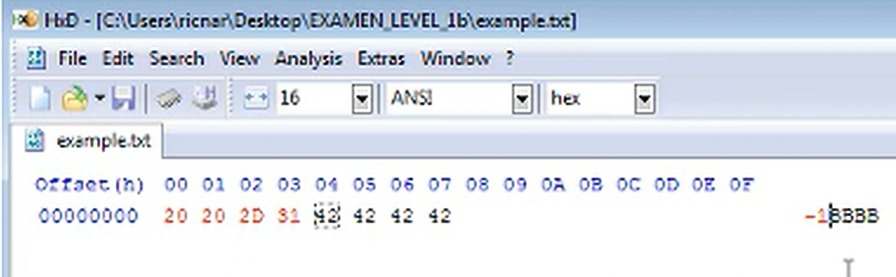 HxD - [C:\Users\ricnar\Desktop\EXAMEN_LEVEL_1b\example.txt]
File Edit Search View Analysis Extras Window ?
16 ANSI hex
example.txt
Offset(h) 00 01 02 03 04 05 06 07 08 09 0A 0B 0C 0D 0E 0F
00000000 20 20 2D 31 42 42 42 42 -1BBBB